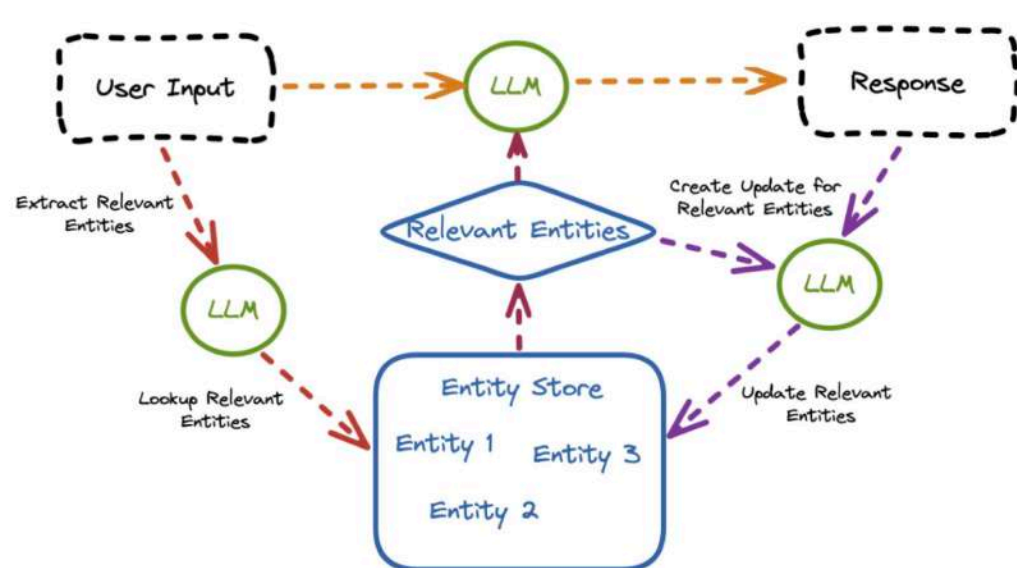 User Input
LLM
Response
Extract Relevant
Entities
Create Update for
Relevant Entities
Relevant Entities
LLM
LLM
Lookup Relevant
Entities
Update Relevant
Entities
Entity Store
Entity 1
Entity 3
Entity 2